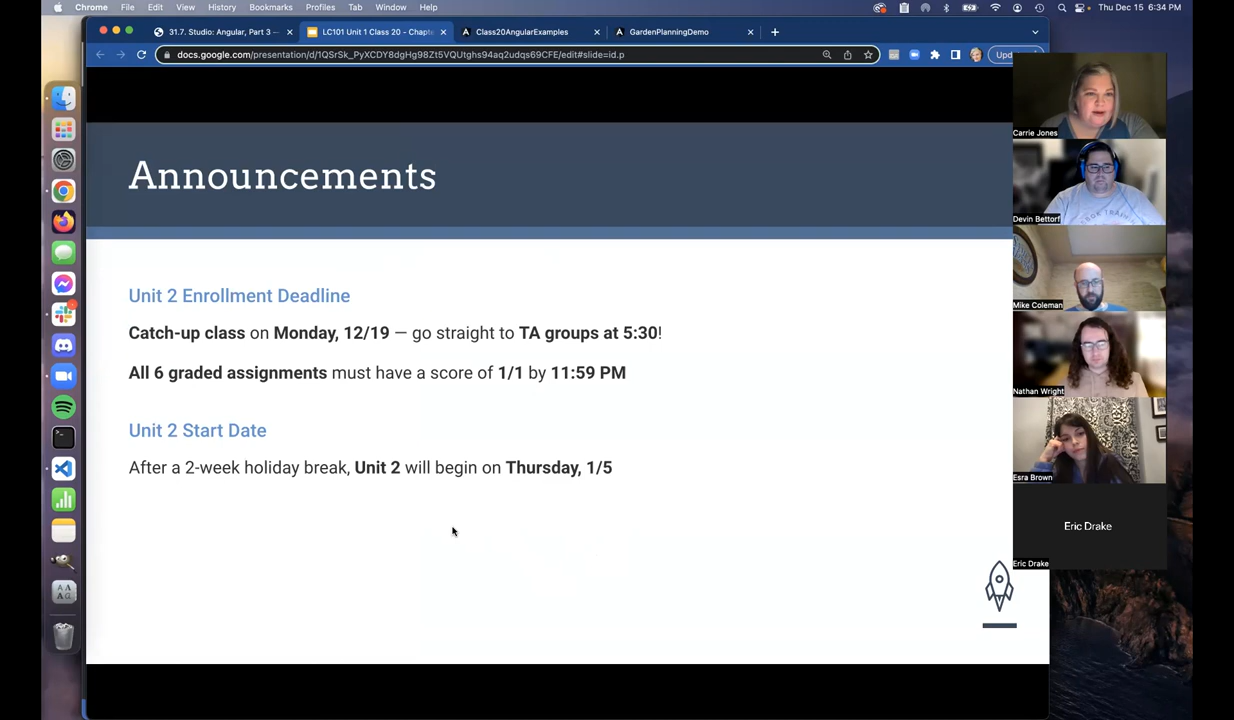 Chrome File Edit View History Bookmarks Profiles Tab Window Help Thu Dec 15 6:34 PM
31.7. Studio: Angular, Part 3 — LC101 Unit 1 Class 20 - Chapte Class20AngularExamples GardenPlanningDemo
docs.google.com/presentation/d/1QSrSk_PyXCDY8dgHg98Zt5VQUtghs94aq2udqs69CFE/edit#slide=id.p Upd
Announcements
Unit 2 Enrollment Deadline
Catch-up class on Monday, 12/19 — go straight to TA groups at 5:30!
All 6 graded assignments must have a score of 1/1 by 11:59 PM
Unit 2 Start Date
After a 2-week holiday break, Unit 2 will begin on Thursday, 1/5
Carrie Jones
Devin Bettorf
Mike Coleman
Nathan Wright
Esra Brown
Eric Drake
Eric Drake